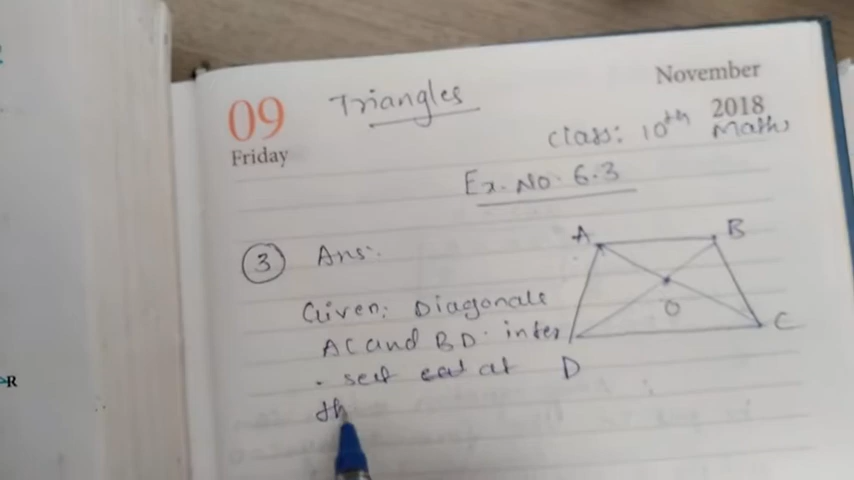 09
Friday
Triangles
November
2018
Class: 10th Maths
Ex. No. 6.3
3 Ans:
A
B
O
C
D
Given: Diagonals
AC and BD inter
. sect at
th
R